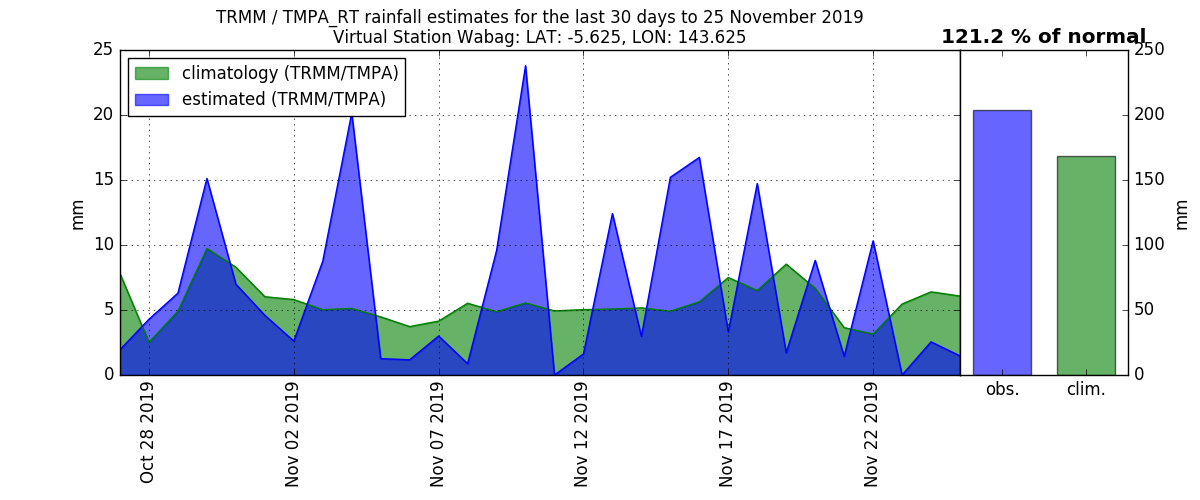 TRMM / TMPA_RT rainfall estimates for the last 30 days to 25 November 2019
Virtual Station Wabag: LAT: -5.625, LON: 143.625
121.2 % of normal
climatology (TRMM/TMPA)
estimated (TRMM/TMPA)
25
20
15
10
5
0
mm
250
200
150
100
50
0
mm
Oct 28 2019
Nov 02 2019
Nov 07 2019
Nov 12 2019
Nov 17 2019
Nov 22 2019
obs.
clim.